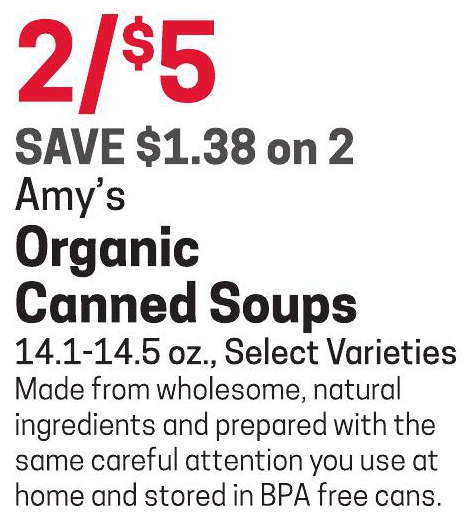 2/$5
SAVE $1.38 on 2
Amy's
Organic
Canned Soups
14.1-14.5 oz., Select Varieties
Made from wholesome, natural
ingredients and prepared with the
same careful attention you use at
home and stored in BPA free cans.